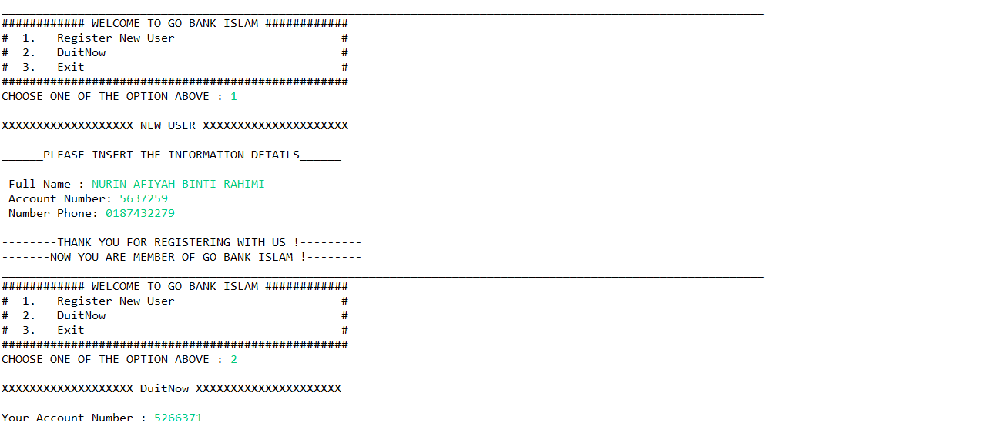 ______________________________________________________________________________________________________________
############ WELCOME TO GO BANK ISLAM ############
#  1.   Register New User                        #
#  2.   DuitNow                                  #
#  3.   Exit                                     #
##################################################
CHOOSE ONE OF THE OPTION ABOVE : 1
XXXXXXXXXXXXXXXXXXX NEW USER XXXXXXXXXXXXXXXXXXXXX
______PLEASE INSERT THE INFORMATION DETAILS______
 Full Name : NURIN AFIYAH BINTI RAHIMI
 Account Number: 5637259
 Number Phone: 0187432279
--------THANK YOU FOR REGISTERING WITH US !---------
-------NOW YOU ARE MEMBER OF GO BANK ISLAM !--------
______________________________________________________________________________________________________________
############ WELCOME TO GO BANK ISLAM ############
#  1.   Register New User                        #
#  2.   DuitNow                                  #
#  3.   Exit                                     #
##################################################
CHOOSE ONE OF THE OPTION ABOVE : 2
XXXXXXXXXXXXXXXXXXX DuitNow XXXXXXXXXXXXXXXXXXXXX
Your Account Number : 5266371